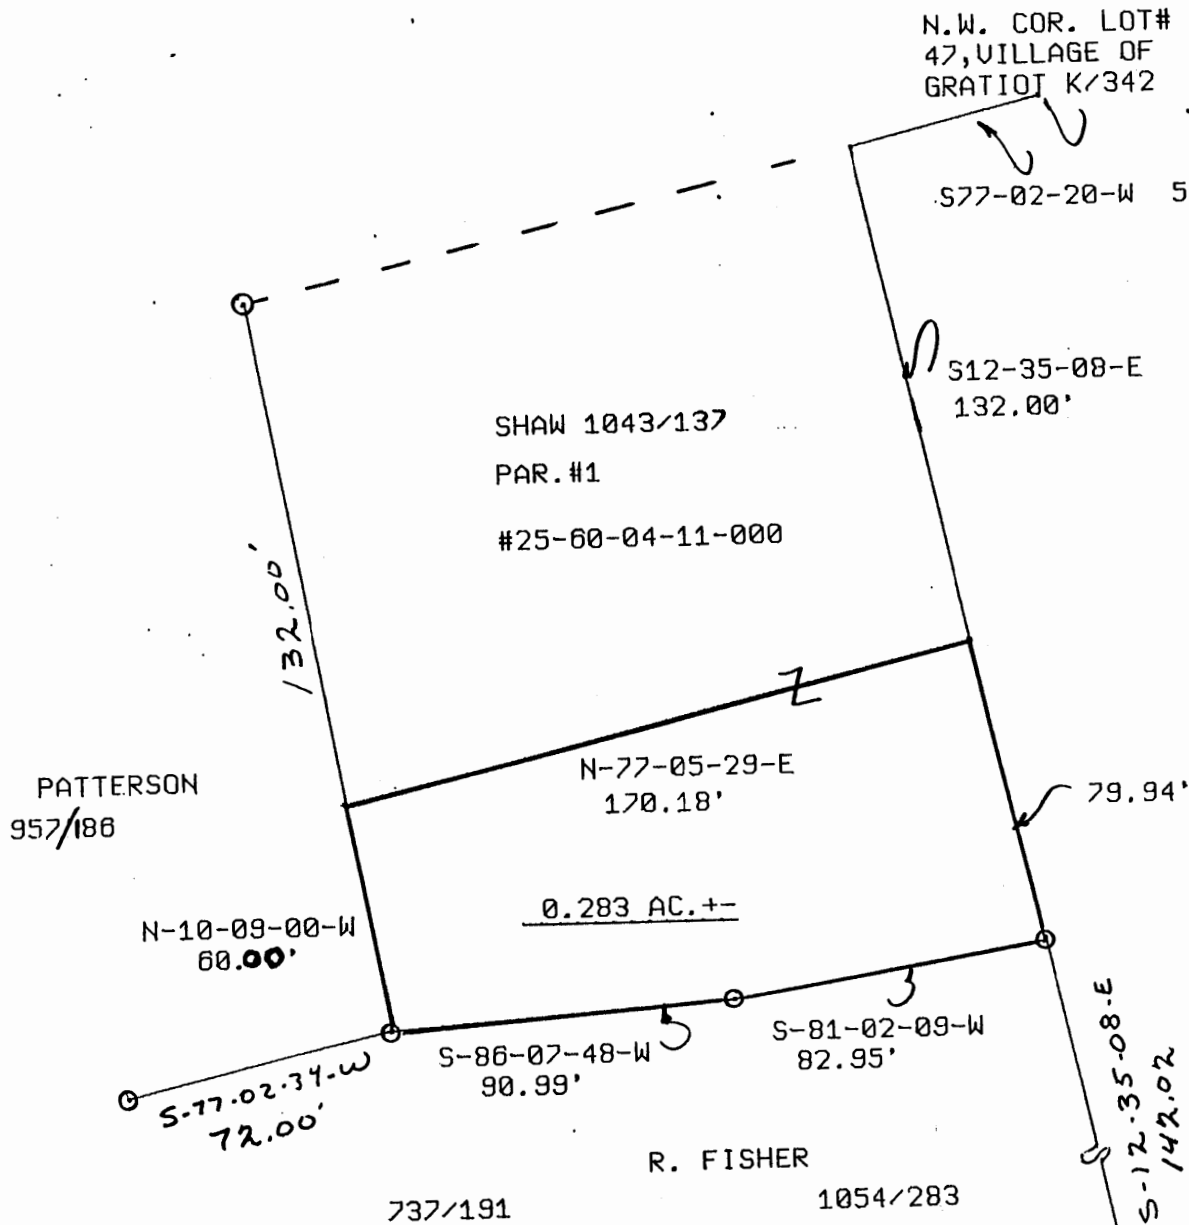 N.W. COR. LOT#
47, VILLAGE OF
GRATIOT K/342
S77-02-20-W 5
S12-35-08-E
132.00'
SHAW 1043/137
PAR.#1
#25-60-04-11-000
132.00'
N-77-05-29-E
170.18'
PATTERSON
957/186
79.94'
0.283 AC.+-
N-10-09-00-W
60.00'
S-81-02-09-W
82.95'
S-86-07-48-W
90.99'
S-77-02-34-W
72.00'
S-12-35-08-E
142.02
R. FISHER
737/191 1054/283